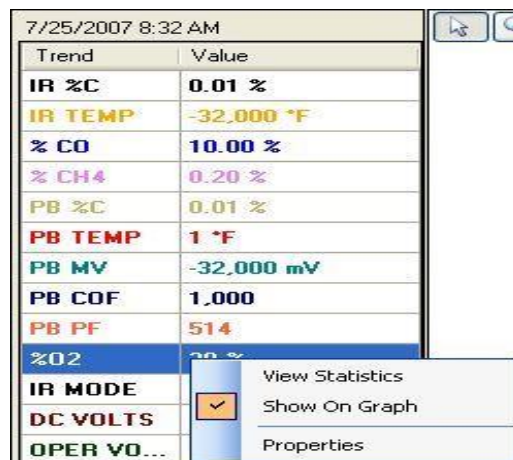 7/25/2007 8:32 AM
Trend Value
IR %C 0.01 %
IR TEMP -32,000 °F
% CO 10.00 %
% CH4 0.20 %
PB %C 0.01 %
PB TEMP 1 °F
PB MV -32,000 mV
PB COF 1,000
PB PF 514
%O2
IR MODE
DC VOLTS
OPER VO...
View Statistics
Show On Graph
Properties